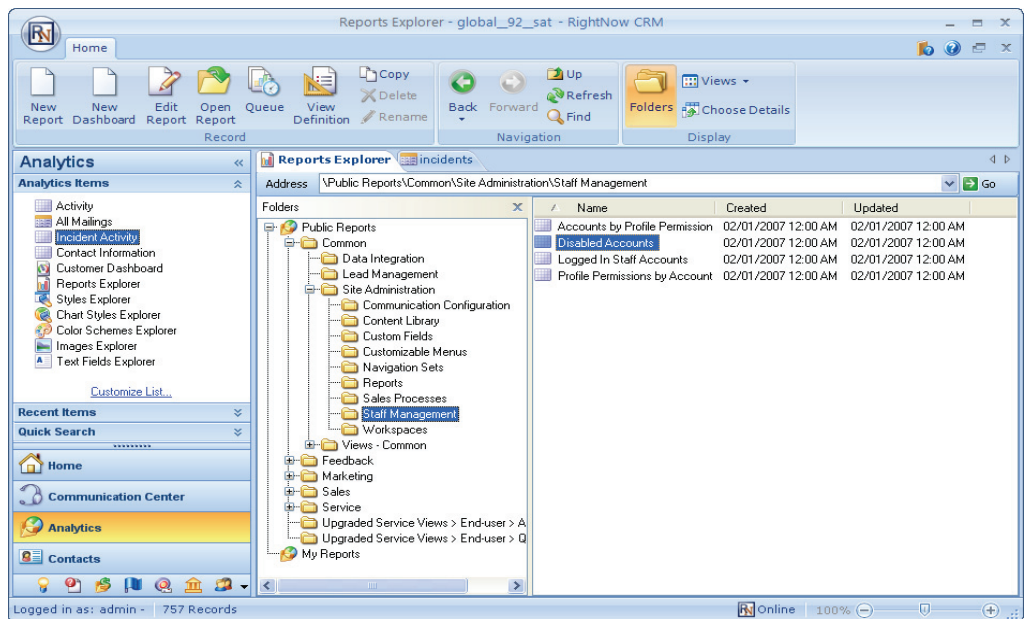 Reports Explorer - global_92_sat - RightNow CRM
RN
Home
New Report
New Dashboard
Edit Report
Open Report
Queue
View Definition
Copy
Delete
Rename
Record
Back
Forward
Up
Refresh
Find
Navigation
Folders
Views
Choose Details
Display
Analytics
Analytics Items
Activity
All Mailings
Incident Activity
Contact Information
Customer Dashboard
Reports Explorer
Styles Explorer
Chart Styles Explorer
Color Schemes Explorer
Images Explorer
Text Fields Explorer
Customize List...
Recent Items
Quick Search
Home
Communication Center
Analytics
Contacts
Reports Explorer
incidents
Address \Public Reports\Common\Site Administration\Staff Management
Go
Folders
Public Reports
Common
Data Integration
Lead Management
Site Administration
Communication Configuration
Content Library
Custom Fields
Customizable Menus
Navigation Sets
Reports
Sales Processes
Staff Management
Workspaces
Views - Common
Feedback
Marketing
Sales
Service
Upgraded Service Views > End-user > A
Upgraded Service Views > End-user > Q
My Reports
Name Created Updated
Accounts by Profile Permission 02/01/2007 12:00 AM 02/01/2007 12:00 AM
Disabled Accounts 02/01/2007 12:00 AM 02/01/2007 12:00 AM
Logged In Staff Accounts 02/01/2007 12:00 AM 02/01/2007 12:00 AM
Profile Permissions by Account 02/01/2007 12:00 AM 02/01/2007 12:00 AM
Logged in as: admin - 757 Records
RN Online 100%